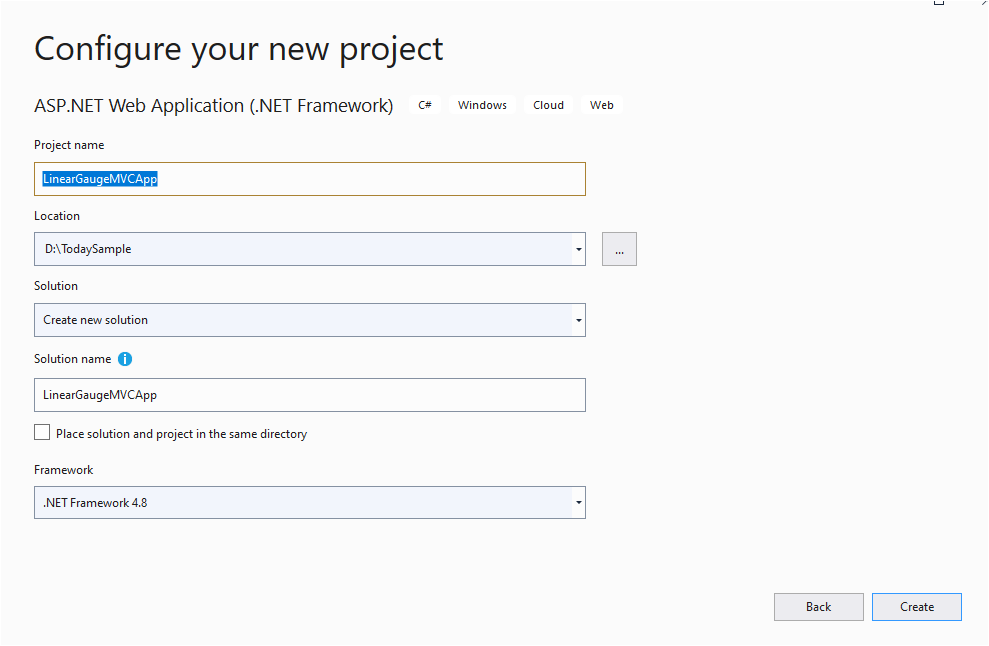 Configure your new project
ASP.NET Web Application (.NET Framework) C# Windows Cloud Web
Project name
LinearGaugeMVCApp
Location
D:\TodaySample
...
Solution
Create new solution
Solution name
LinearGaugeMVCApp
Place solution and project in the same directory
Framework
.NET Framework 4.8
Back Create